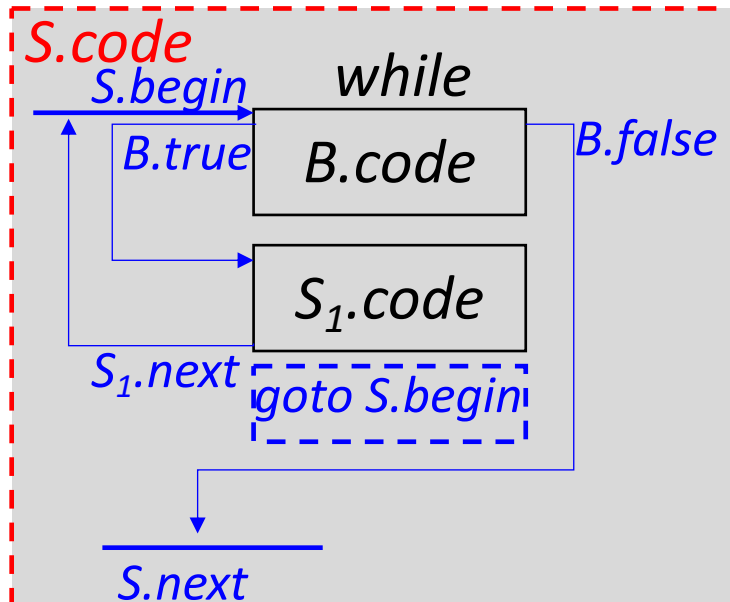 S.code
S.begin
while
B.true
B.code
B.false
S₁.code
S₁.next
goto S.begin
S.next